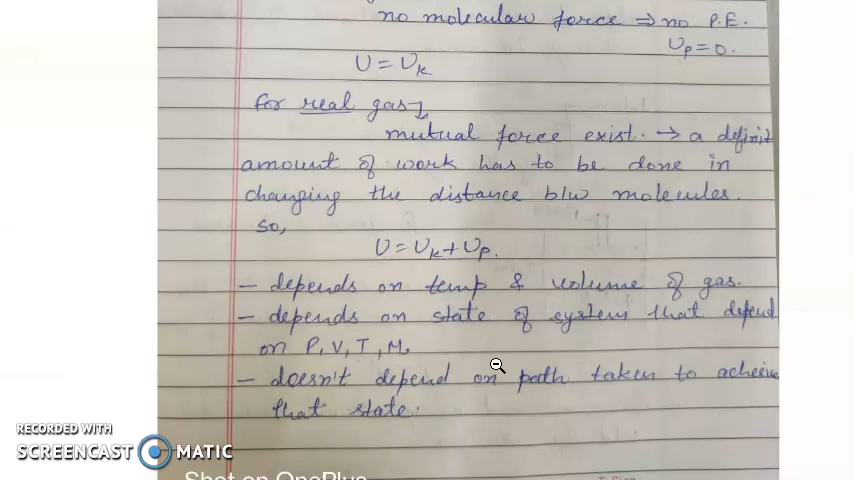 no molecular force ⇒ no P.E.
Up = 0.
U = Uk
for real gas ↓
mutual force exist. → a definit
amount of work has to be done in
changing the distance b/w molecules.
so,
U = Uk + Up.
- depends on temp & volume of gas.
- depends on state of system that depend
on P, V, T, M.
- doesn't depend on path taken to acheive
that state.
RECORDED WITH
SCREENCAST MATIC
Shot on OnePlus